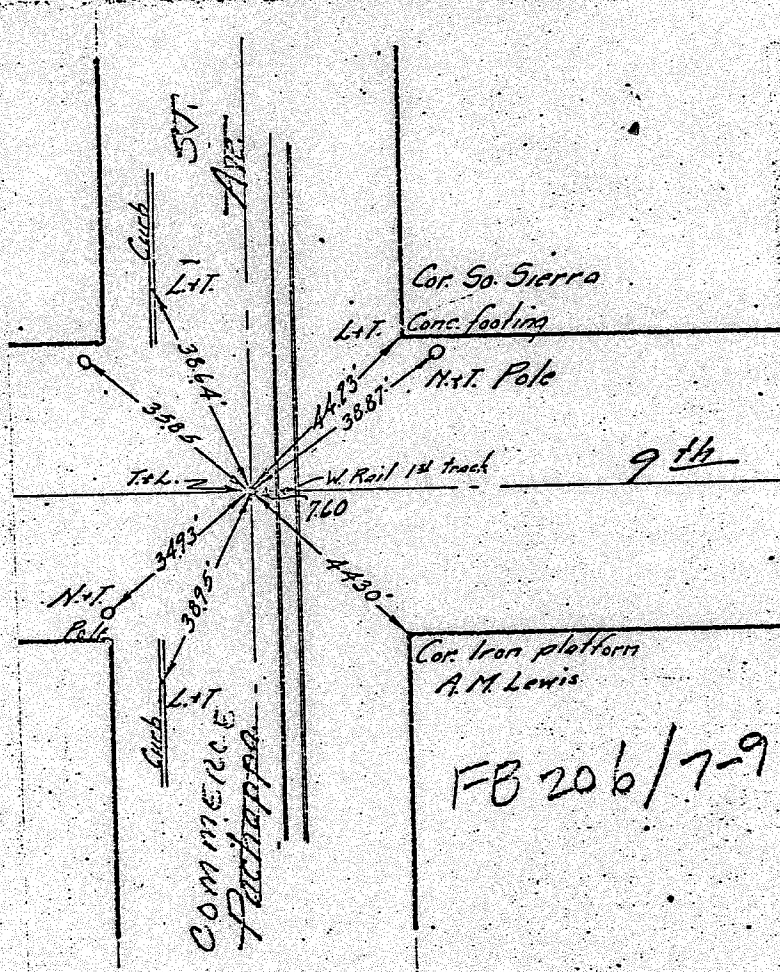 ST.
Ave.
Curb
L.+T.
Cor. So. Sierra
Conc. footing
L.+T.
N.+T. Pole
38.64'
44.23'
38.87'
35.85
9th
T.+L.
W. Rail 1st track
7.60
34.93'
38.95'
44.30'
N.+T.
Pole
Cor. Iron platform
A.M. Lewis
L.+T
Curb
COMMERCE
Pachappa
FB 206/7-9